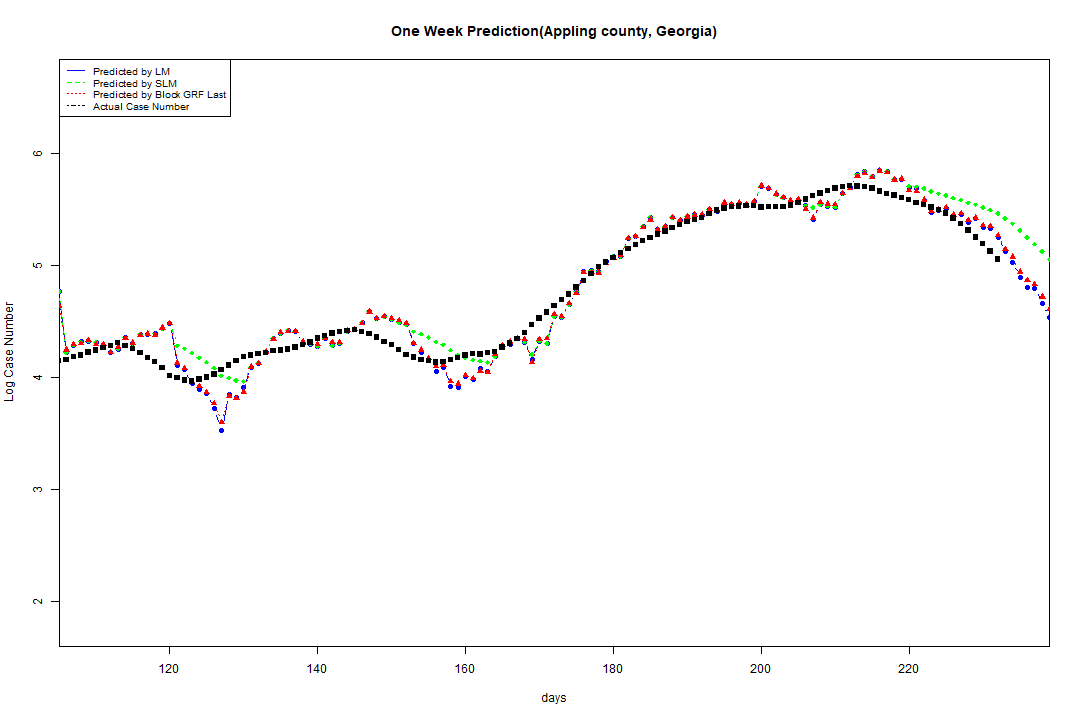 One Week Prediction(Appling county, Georgia)
Predicted by LM
Predicted by SLM
Predicted by Block GRF Last
Actual Case Number
6
5
4
3
2
Log Case Number
120 140 160 180 200 220
days